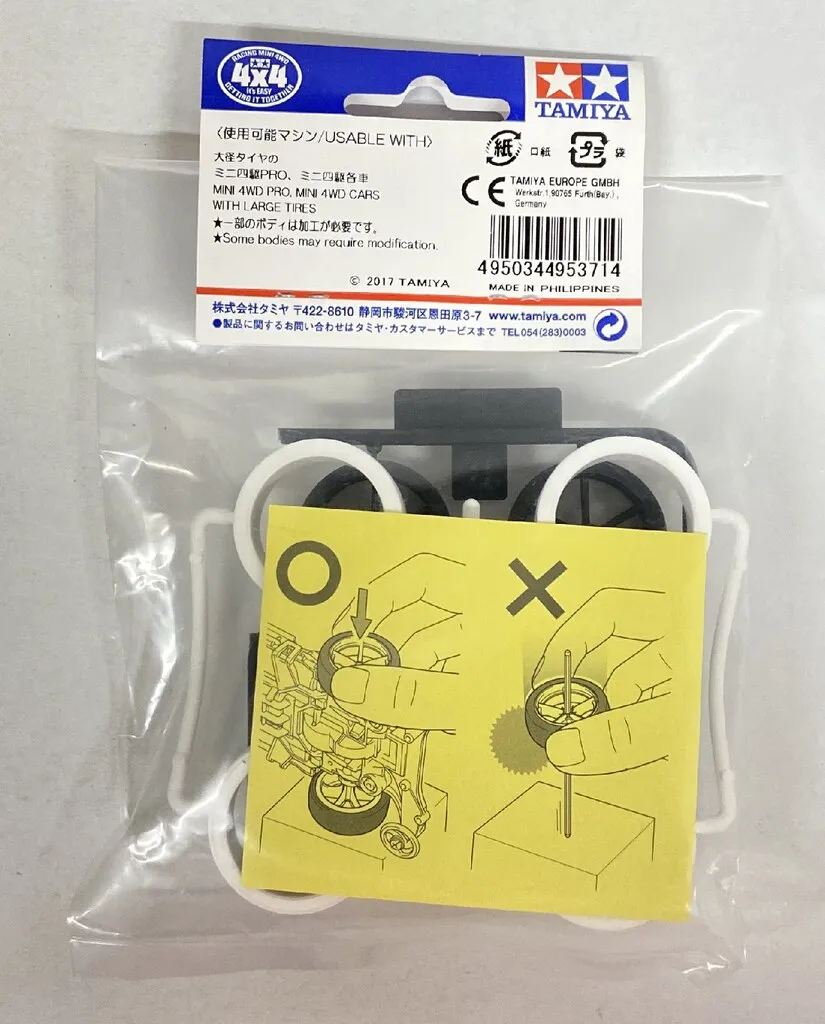 RACING MINI 4WD
4x4
It's EASY
GETTING IT TOGETHER
TAMIYA
〈使用可能マシン/USABLE WITH〉
大径タイヤの
ミニ四駆PRO、ミニ四駆各車
MINI 4WD PRO, MINI 4WD CARS
WITH LARGE TIRES
★一部のボディは加工が必要です。
★Some bodies may require modification.
© 2017 TAMIYA
紙 口紙 プラ 袋
CE TAMIYA EUROPE GMBH
Werkstr.1,90765 Fürth(Bay.),
Germany
4950344953714
MADE IN PHILIPPINES
株式会社タミヤ 〒422-8610 静岡市駿河区恩田原3-7 www.tamiya.com
●製品に関するお問い合わせはタミヤ・カスタマーサービスまで TEL054(283)0003